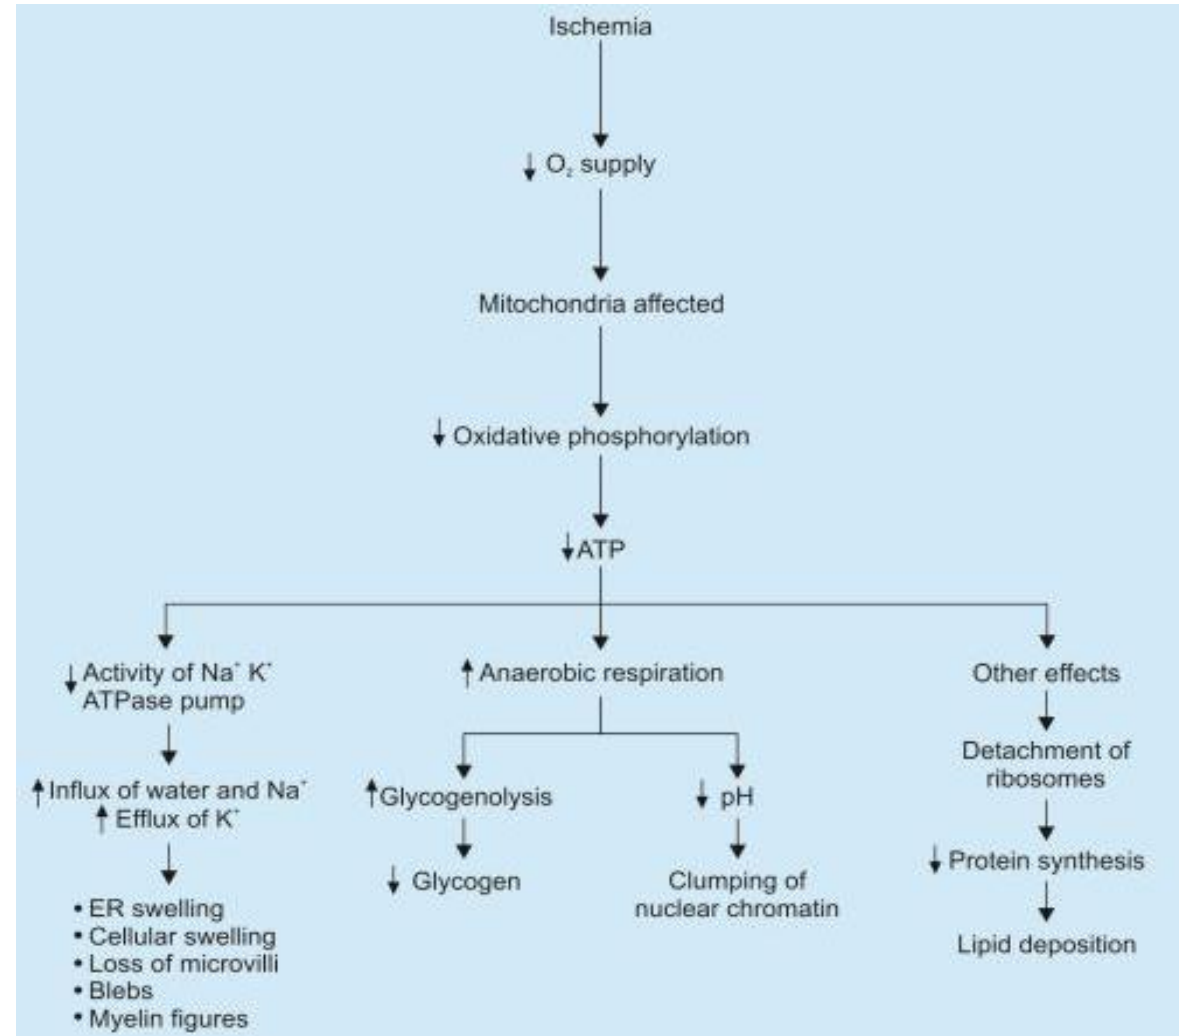 Ischemia
↓ O₂ supply
Mitochondria affected
↓ Oxidative phosphorylation
↓ ATP
↓ Activity of Na⁺ K⁺
ATPase pump
↑ Influx of water and Na⁺
↑ Efflux of K⁺
• ER swelling
• Cellular swelling
• Loss of microvilli
• Blebs
• Myelin figures
↑ Anaerobic respiration
↑ Glycogenolysis
↓ Glycogen
↓ pH
Clumping of
nuclear chromatin
Other effects
Detachment of
ribosomes
↓ Protein synthesis
Lipid deposition